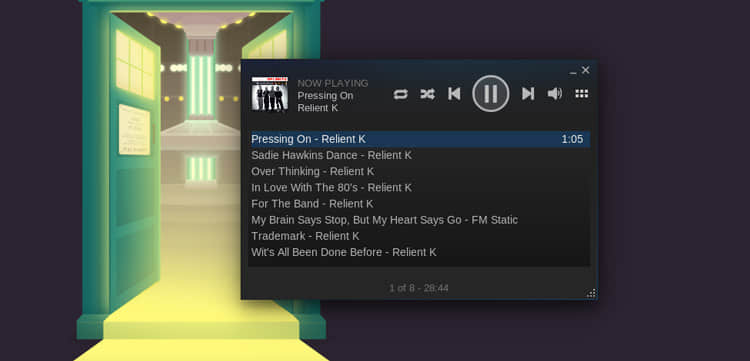 NOW PLAYING
Pressing On
Relient K
Pressing On - Relient K 1:05
Sadie Hawkins Dance - Relient K
Over Thinking - Relient K
In Love With The 80's - Relient K
For The Band - Relient K
My Brain Says Stop, But My Heart Says Go - FM Static
Trademark - Relient K
Wit's All Been Done Before - Relient K
1 of 8 - 28:44